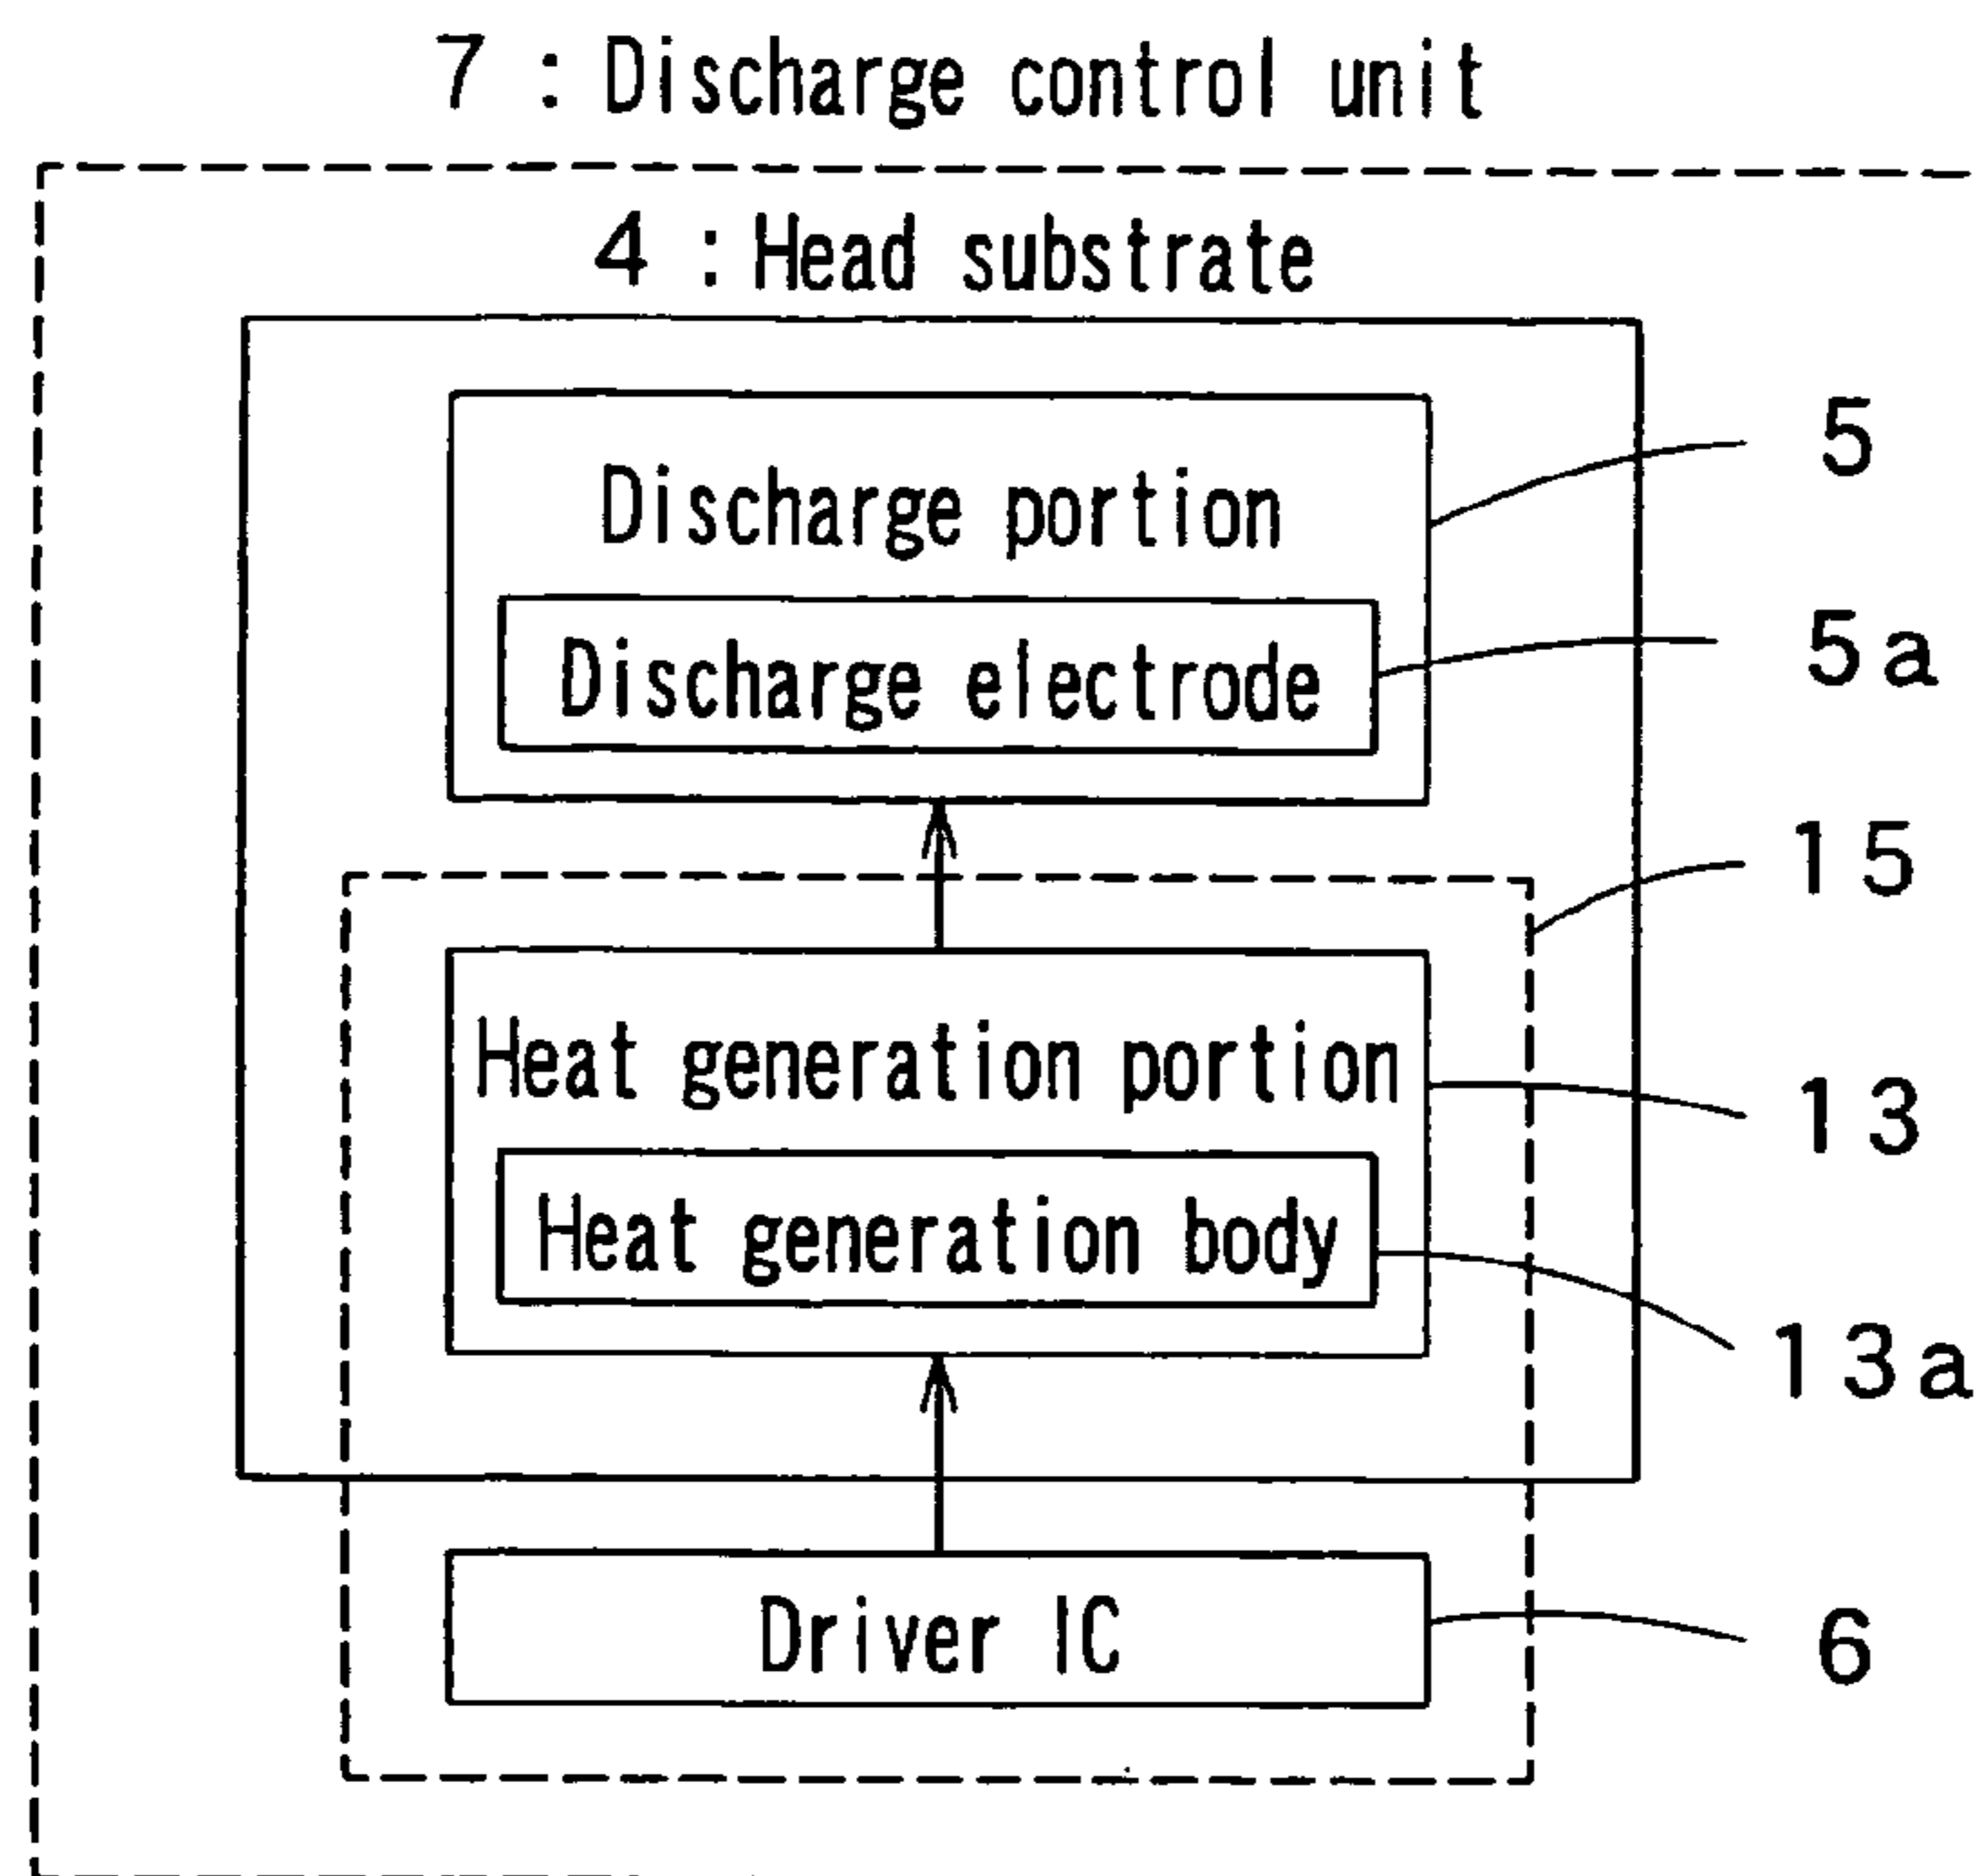 7 : Discharge control unit
4 : Head substrate
5
Discharge portion
5a
Discharge electrode
15
Heat generation portion
13
Heat generation body
13a
Driver IC
6